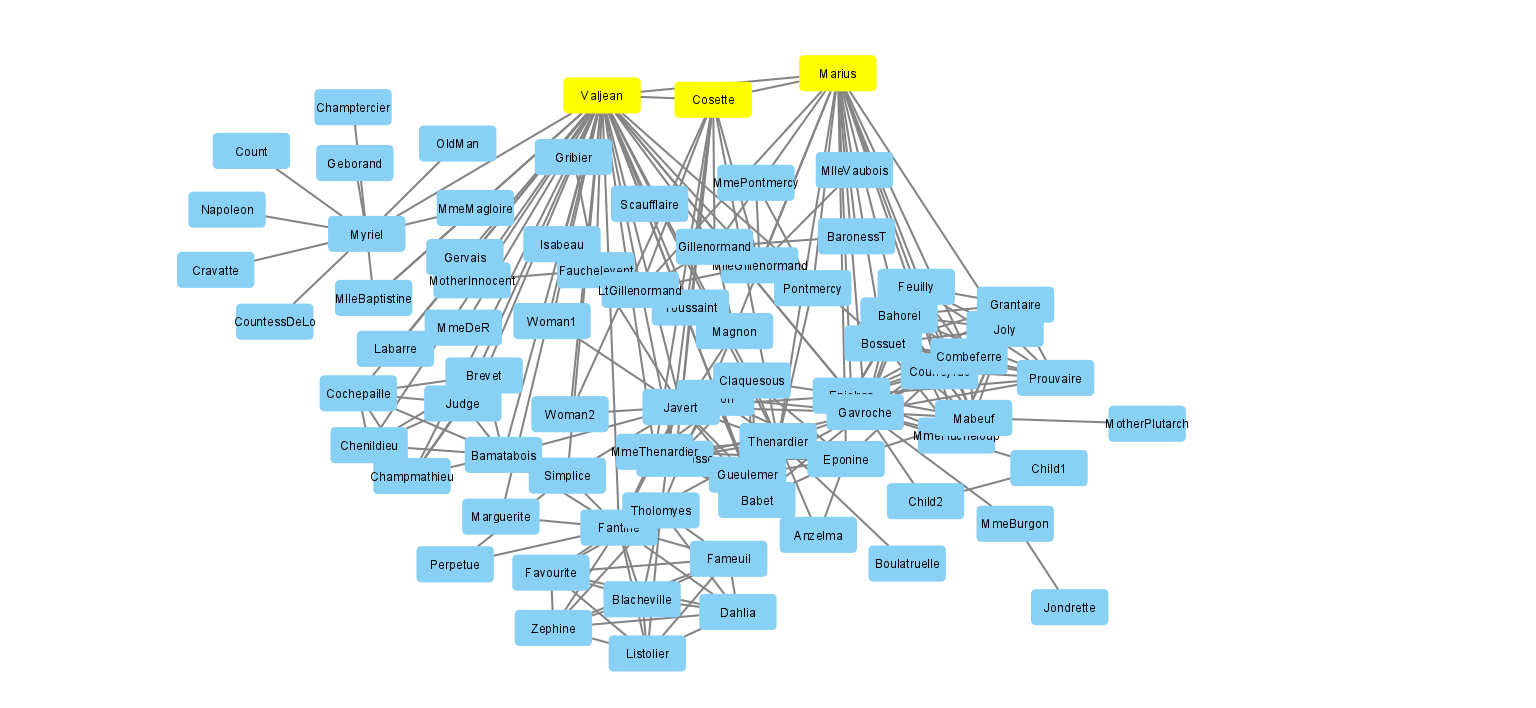 Marius
Valjean
Cosette
Champtercier
OldMan
Count
Geborand
Gribier
MlleVaubois
MmePontmercy
Scaufflaire
MmeMagloire
Napoleon
Myriel
BaronessT
Isabeau
Gillenormand
Gervais
MlleGillenormand
Cravatte
Fauchelevent
MotherInnocent
Feuilly
Pontmercy
LtGillenormand
MlleBaptistine
Grantaire
Toussaint
Bahorel
CountessDeLo
Woman1
MmeDeR
Joly
Magnon
Bossuet
Labarre
Combeferre
Brevet
Prouvaire
Claquesous
Cochepaille
Judge
Javert
Gavroche
Woman2
Mabeuf
MotherPlutarch
Thenardier
Chenildieu
MmeThenardier
Bamatabois
Eponine
Child1
Gueulemer
Simplice
Champmathieu
Babet
Child2
Tholomyes
Marguerite
MmeBurgon
Fantine
Anzelma
Fameuil
Boulatruelle
Perpetue
Favourite
Blacheville
Jondrette
Dahlia
Zephine
Listolier